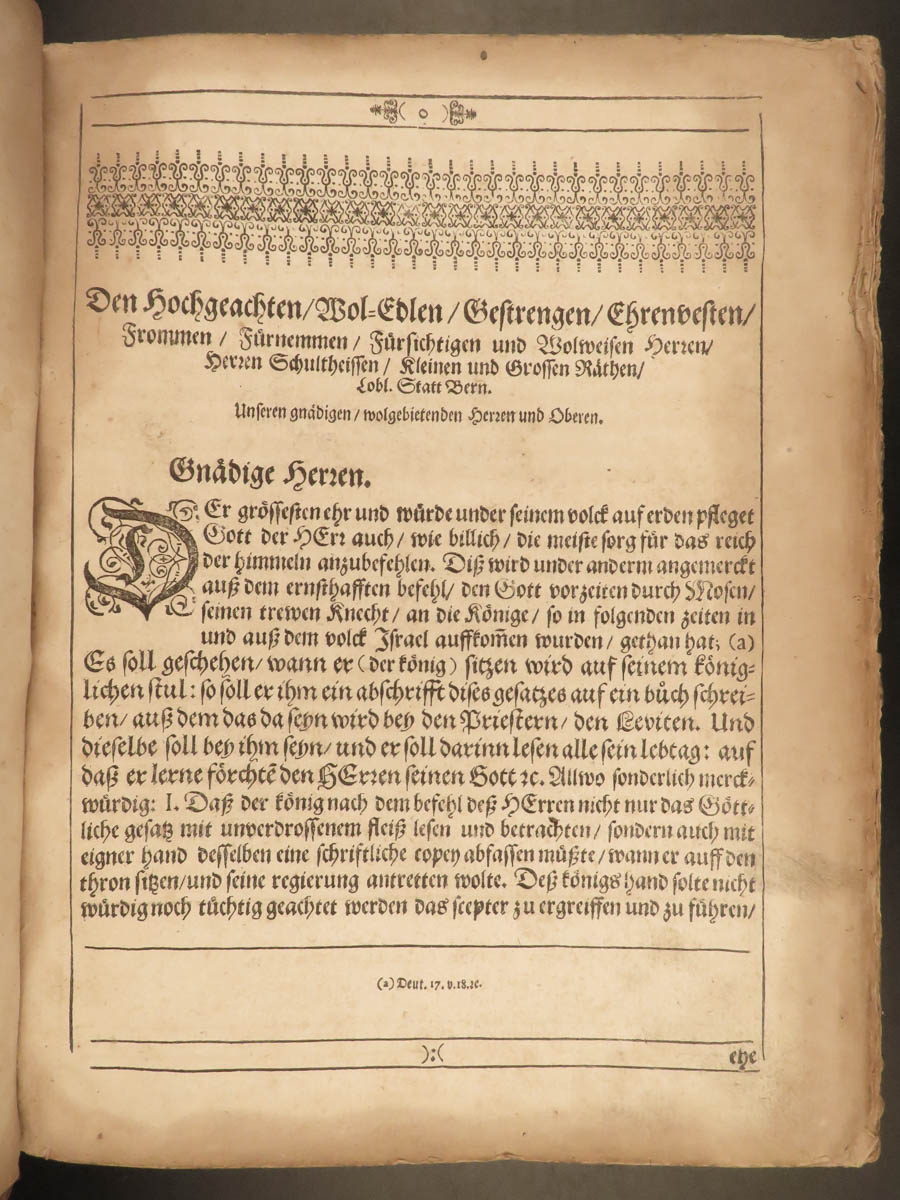 ( o )
Den Hochgeachten/Wol-Edlen/Gestrengen/Ehrenvesten/
Frommen / Fürnemmen / Fürsichtigen und Wolweisen Herren/
Herren Schultheissen / Kleinen und Grossen Räthen/
Lobl. Statt Bern.
Unseren gnädigen / wolgebietenden Herren und Oberen.
Gnädige Herren.
DEr grössesten ehr und würde under seinem volck auf erden pfleget
Gott der HErr auch / wie billich / die meiste sorg für das reich
der himmeln anzubefehlen. Diß wird under anderm angemerckt
auß dem ernsthafften befehl / den Gott vorzeiten durch Mosen/
seinen trewen Knecht / an die Könige / so in folgenden zeiten in
und auß dem volck Israel auffkom̄en wurden / gethan hat; (a)
Es soll geschehen / wann er (der könig) sitzen wird auf seinem könig-
lichen stul: so soll er ihm ein abschrifft dises gesatzes auf ein bůch schrei-
ben / auß dem das da seyn wird bey den Priestern / den Leviten. Und
dieselbe soll bey ihm seyn / und er soll darinn lesen alle sein lebtag: auf
daß er lerne förchtē den HErren seinen Gott ꝛc. Allwo sonderlich merck-
würdig: I. Daß der könig nach dem befehl deß HErren nicht nur das Gött-
liche gesatz mit unverdrossenem fleiß lesen und betrachten / sondern auch mit
eigner hand desselben eine schriftliche copey abfassen müßte / wann er auff den
thron sitzen / und seine regierung antretten wolte. Deß königs hand solte nicht
würdig noch tüchtig geachtet werden das scepter zu ergreiffen und zu führen/
(a) Deut. 17. v. 18. ꝛc.
):(
ehe